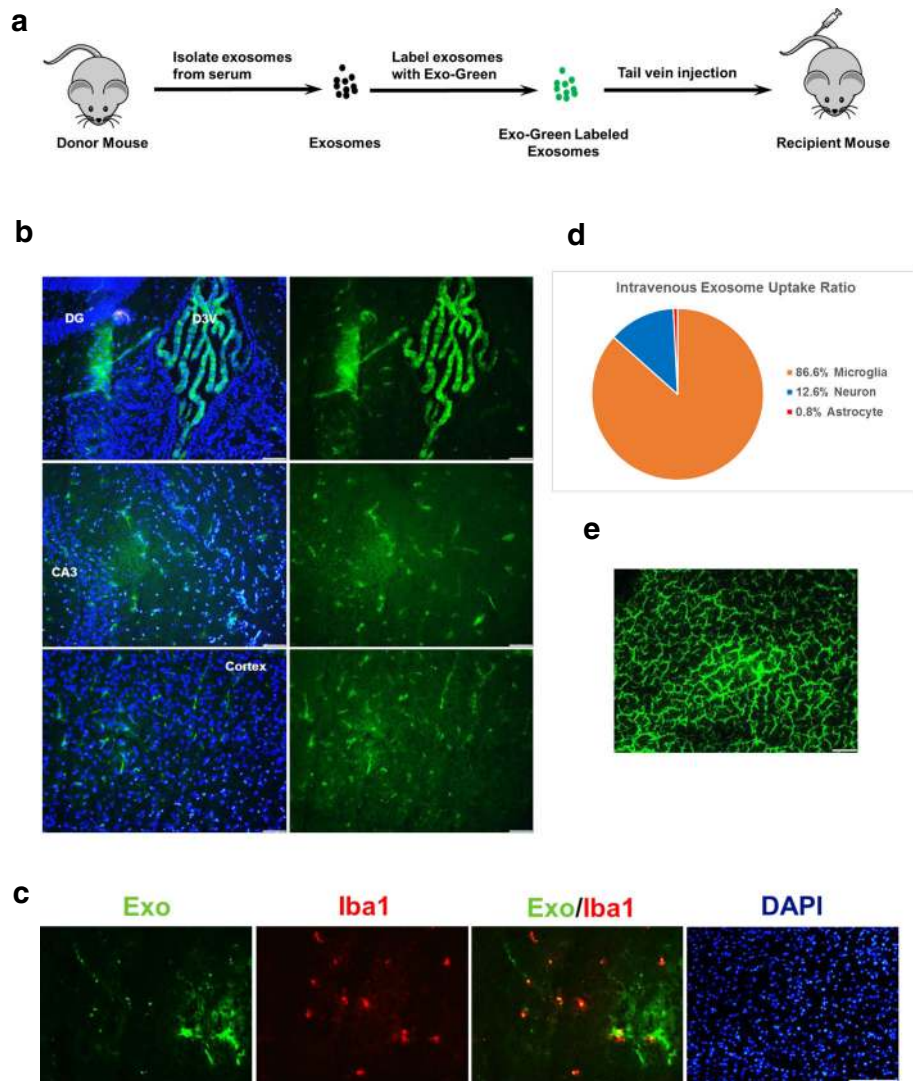 a
Isolate exosomes
from serum
Label exosomes
with Exo-Green
Tail vein injection
Donor Mouse
Exosomes
Exo-Green Labeled
Exosomes
Recipient Mouse
b
DG
D3V
CA3
Cortex
d
Intravenous Exosome Uptake Ratio
86.6% Microglia
12.6% Neuron
0.8% Astrocyte
e
c
Exo
Iba1
Exo/Iba1
DAPI